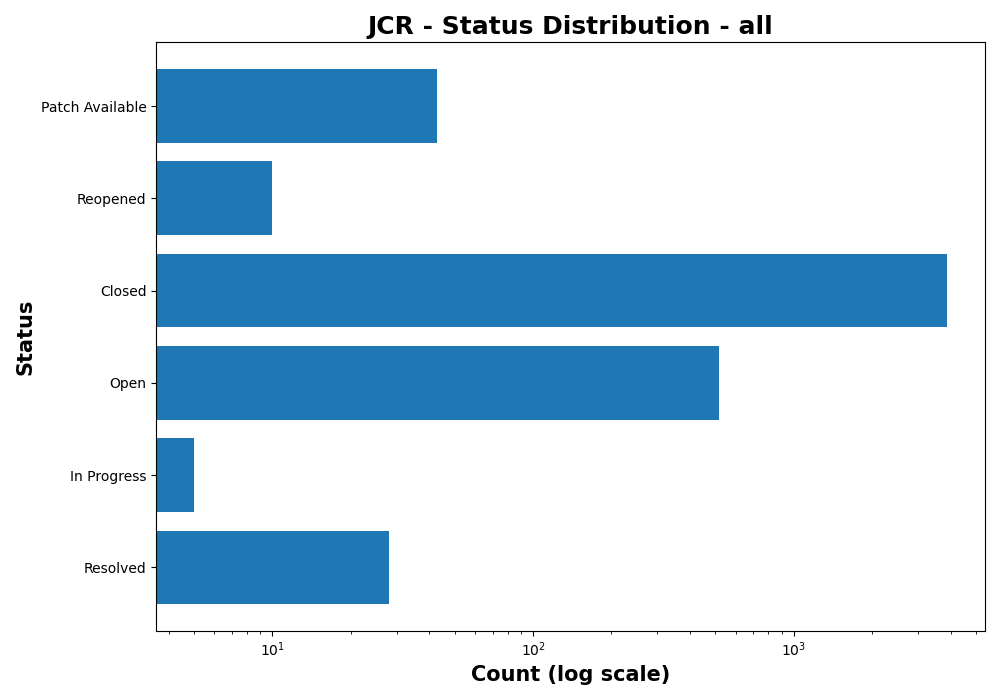 JCR - Status Distribution - all
Patch Available
Reopened
Closed
Open
In Progress
Resolved
Status
10¹
10²
10³
Count (log scale)